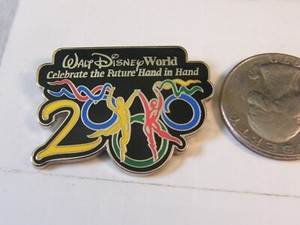 Walt Disney World
Celebrate the Future Hand in Hand
2000